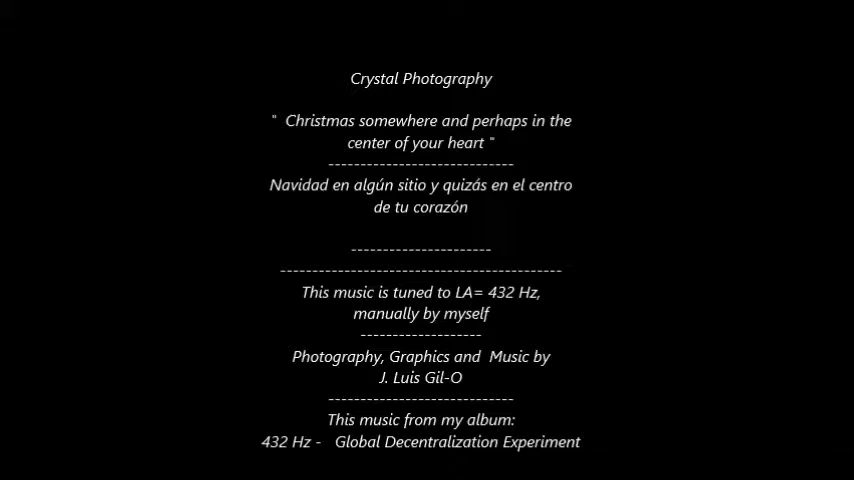 Crystal Photography
"  Christmas somewhere and perhaps in the
center of your heart "
-----------------------------
Navidad en algún sitio y quizás en el centro
de tu corazón
----------------------
--------------------------------------------
This music is tuned to LA= 432 Hz,
manually by myself
-------------------
Photography, Graphics and  Music by
J. Luis Gil-O
-----------------------------
This music from my album:
432 Hz -   Global Decentralization Experiment